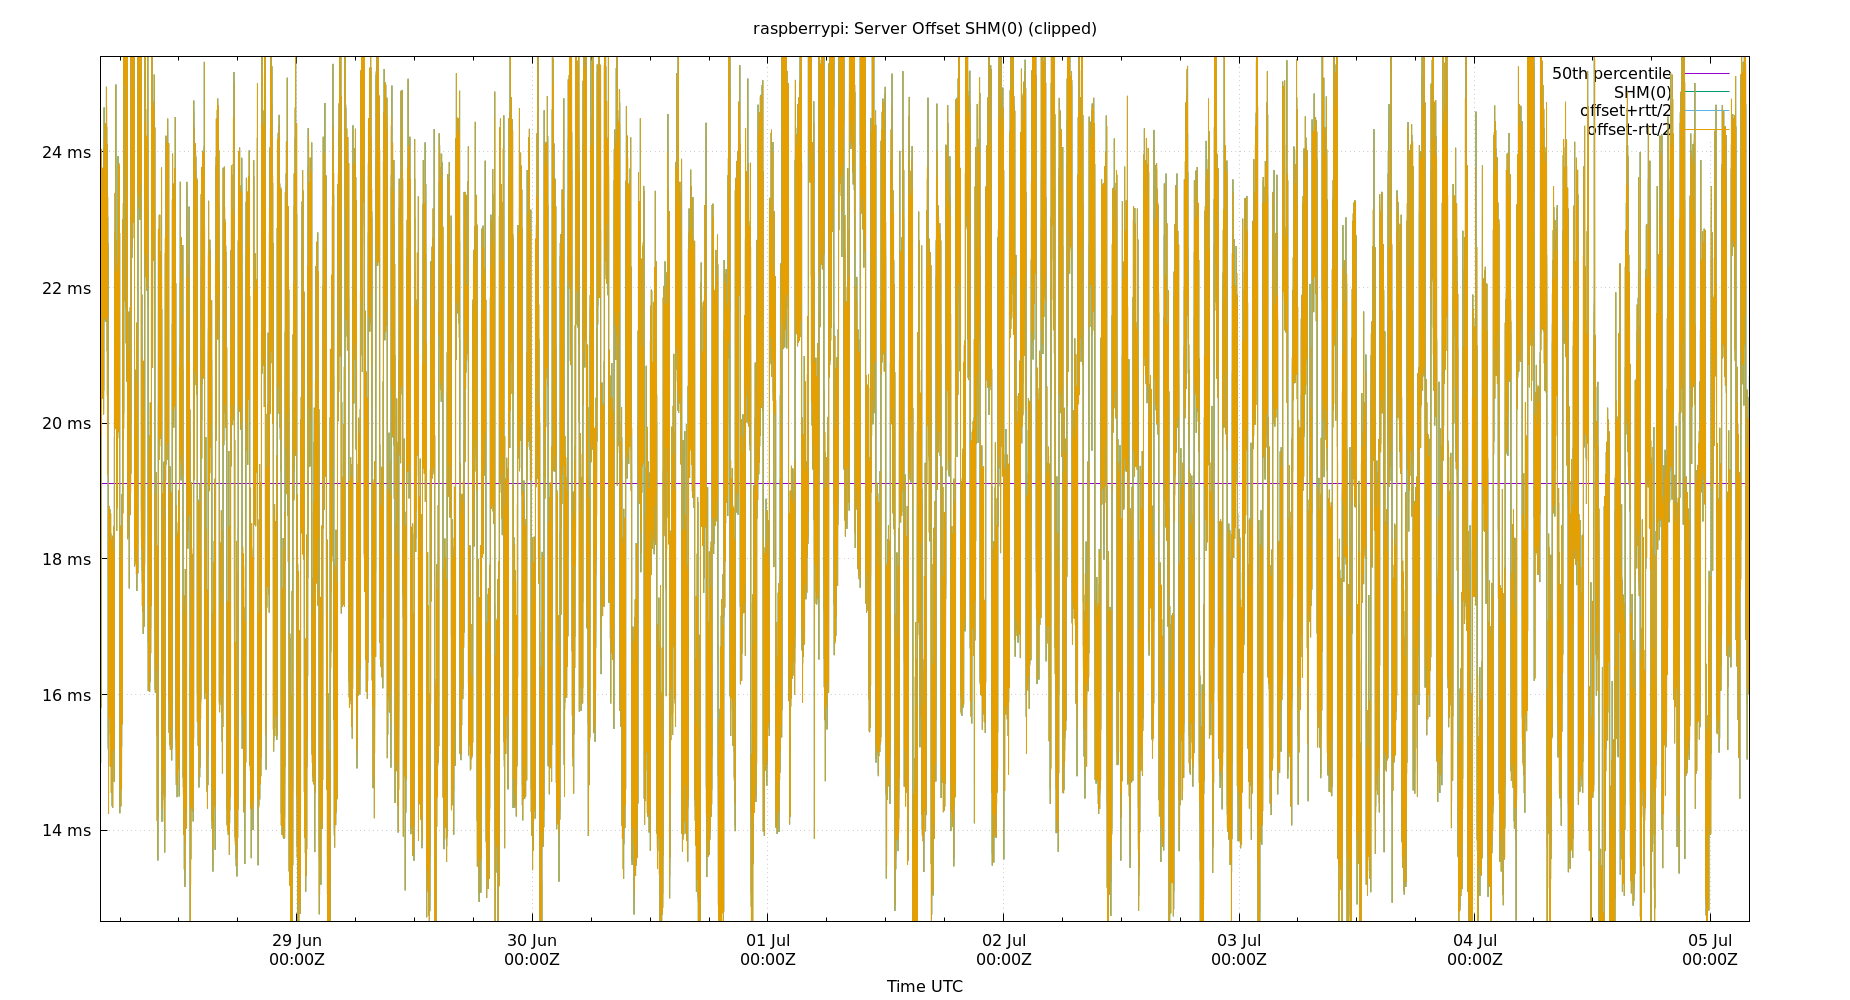 raspberrypi: Server Offset SHM(0) (clipped)
50th percentile
SHM(0)
offset+rtt/2
offset-rtt/2
24 ms
22 ms
20 ms
18 ms
16 ms
14 ms
29 Jun 30 Jun 01 Jul 02 Jul 03 Jul 04 Jul 05 Jul
00:00Z 00:00Z 00:00Z 00:00Z 00:00Z 00:00Z 00:00Z
Time UTC